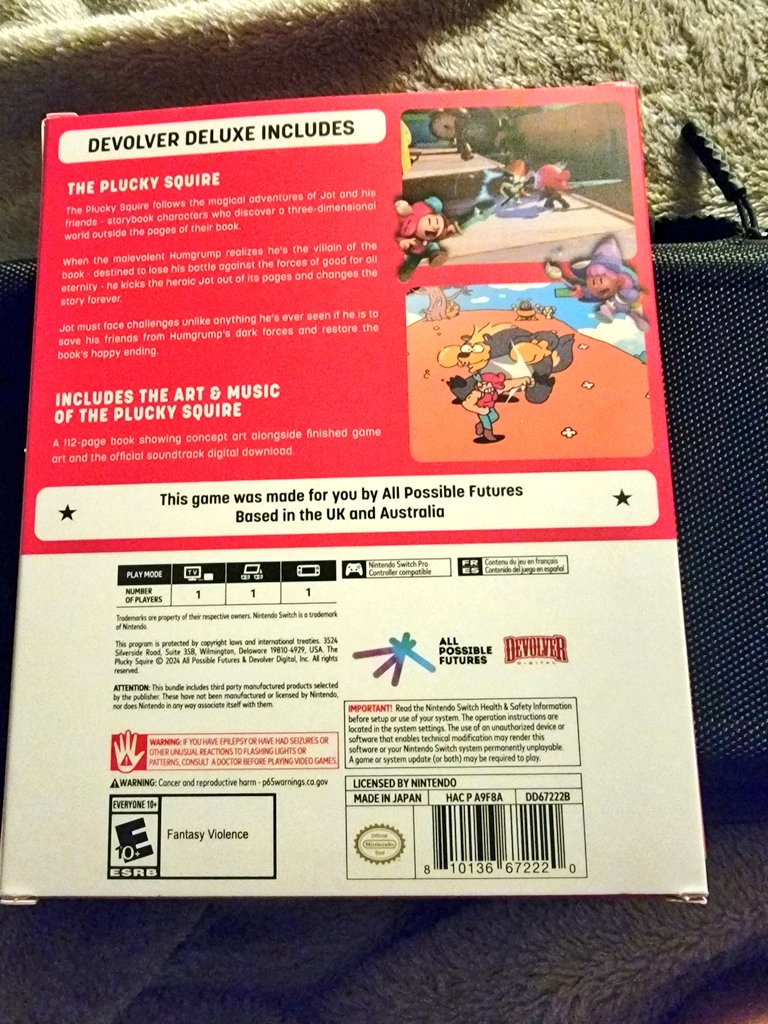 DEVOLVER DELUXE INCLUDES
THE PLUCKY SQUIRE
The Plucky Squire follows the magical adventures of Jot and his
friends - storybook characters who discover a three-dimensional
world outside the pages of their book.
When the malevolent Humgrump realizes he's the villain of the
book - destined to lose his battle against the forces of good for all
eternity - he kicks the heroic Jot out of its pages and changes the
story forever.
Jot must face challenges unlike anything he's ever seen if he is to
save his friends from Humgrump's dark forces and restore the
book's happy ending.
INCLUDES THE ART & MUSIC
OF THE PLUCKY SQUIRE
A 112-page book showing concept art alongside finished game
art and the official soundtrack digital download.
This game was made for you by All Possible Futures
Based in the UK and Australia
PLAY MODE
TV
NUMBER
OF PLAYERS
1
1
1
Nintendo Switch Pro
Controller compatible
FR
ES
Contenu du jeu en français
Contenido del juego en español
Trademarks are property of their respective owners. Nintendo Switch is a trademark
of Nintendo.
This program is protected by copyright laws and international treaties. 3524
Silverside Road, Suite 35B, Wilmington, Delaware 19810-4929, USA. The
Plucky Squire © 2024 All Possible Futures & Devolver Digital, Inc. All rights
reserved.
ATTENTION: This bundle includes third party manufactured products selected
by the publisher. These have not been manufactured or licensed by Nintendo,
nor does Nintendo in any way associate itself with them.
ALL
POSSIBLE
FUTURES
DEVOLVER
DIGITAL
IMPORTANT! Read the Nintendo Switch Health & Safety Information
before setup or use of your system. The operation instructions are
located in the system settings. The use of an unauthorized device or
software that enables technical modification may render this
software or your Nintendo Switch system permanently unplayable.
A game or system update (or both) may be required to play.
WARNING: IF YOU HAVE EPILEPSY OR HAVE HAD SEIZURES OR
OTHER UNUSUAL REACTIONS TO FLASHING LIGHTS OR
PATTERNS, CONSULT A DOCTOR BEFORE PLAYING VIDEO GAMES.
WARNING: Cancer and reproductive harm - p65warnings.ca.gov
EVERYONE 10+
E
10+
ESRB
Fantasy Violence
LICENSED BY NINTENDO
MADE IN JAPAN
HAC P A9F8A
DD67222B
Official
Nintendo
Seal
8 10136 67222 0